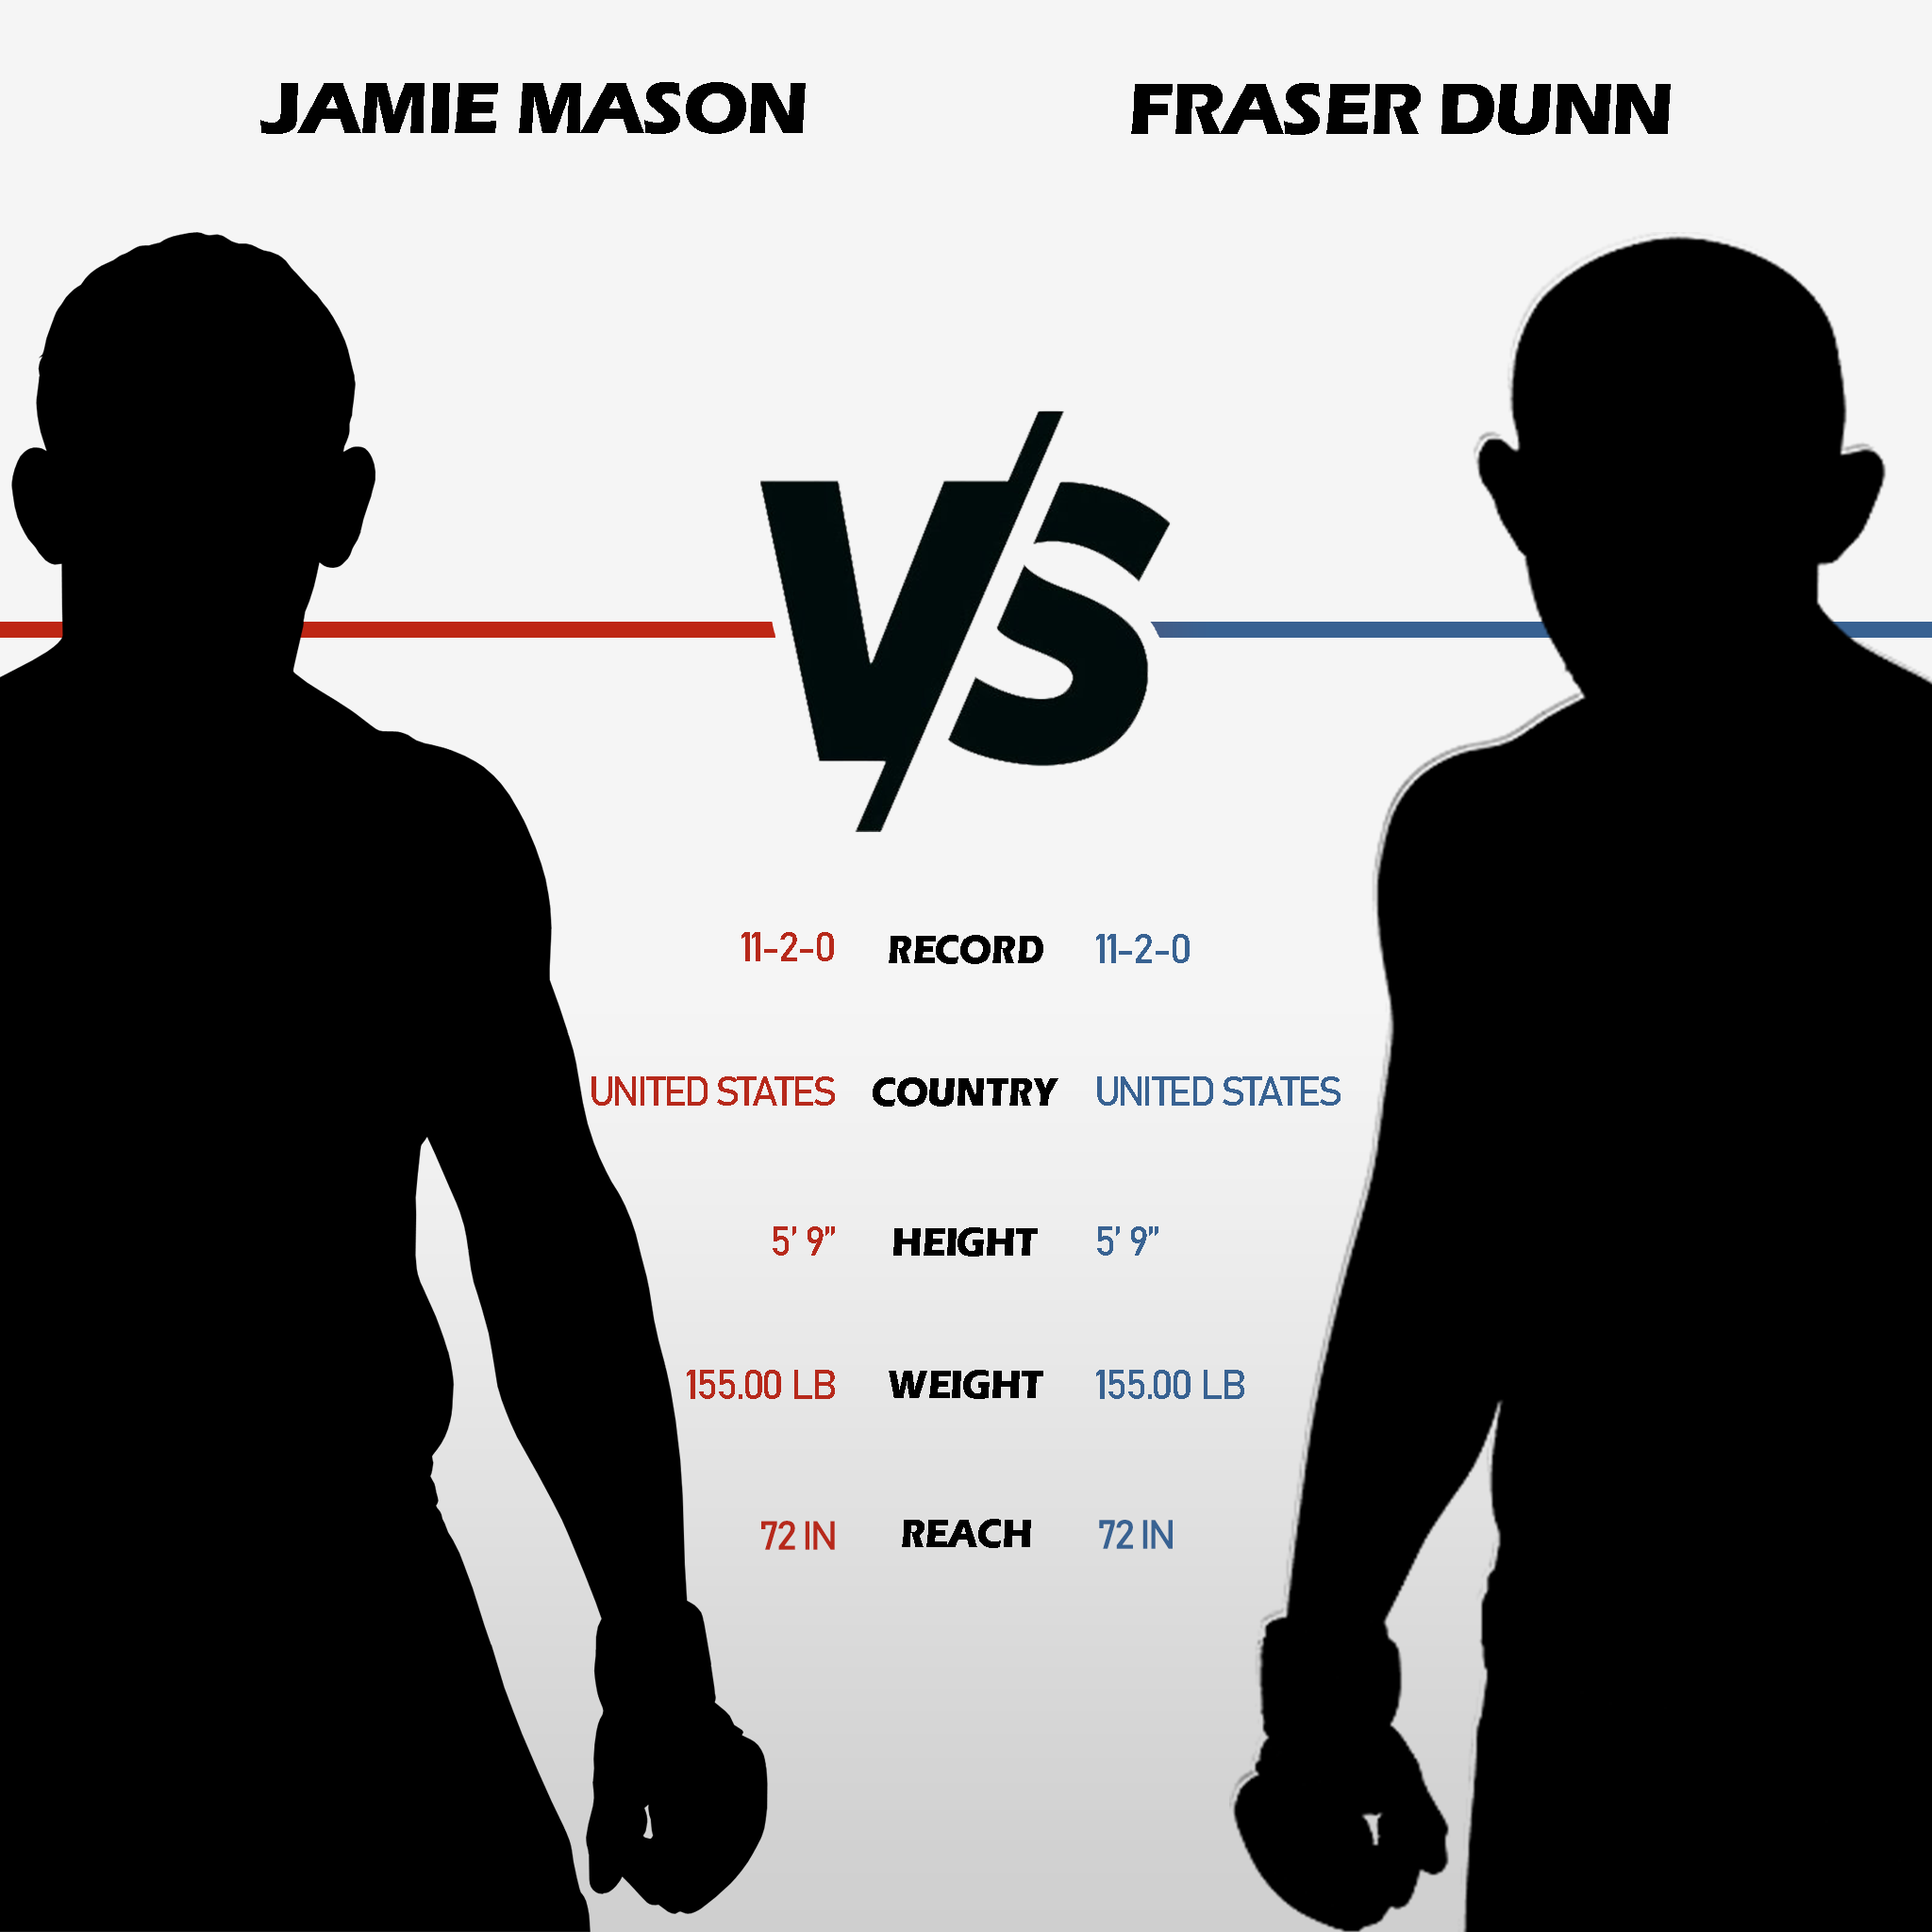 JAMIE MASON FRASER DUNN
VS
11-2-0 RECORD 11-2-0
UNITED STATES COUNTRY UNITED STATES
5' 9" HEIGHT 5' 9"
155.00 LB WEIGHT 155.00 LB
72 IN REACH 72 IN